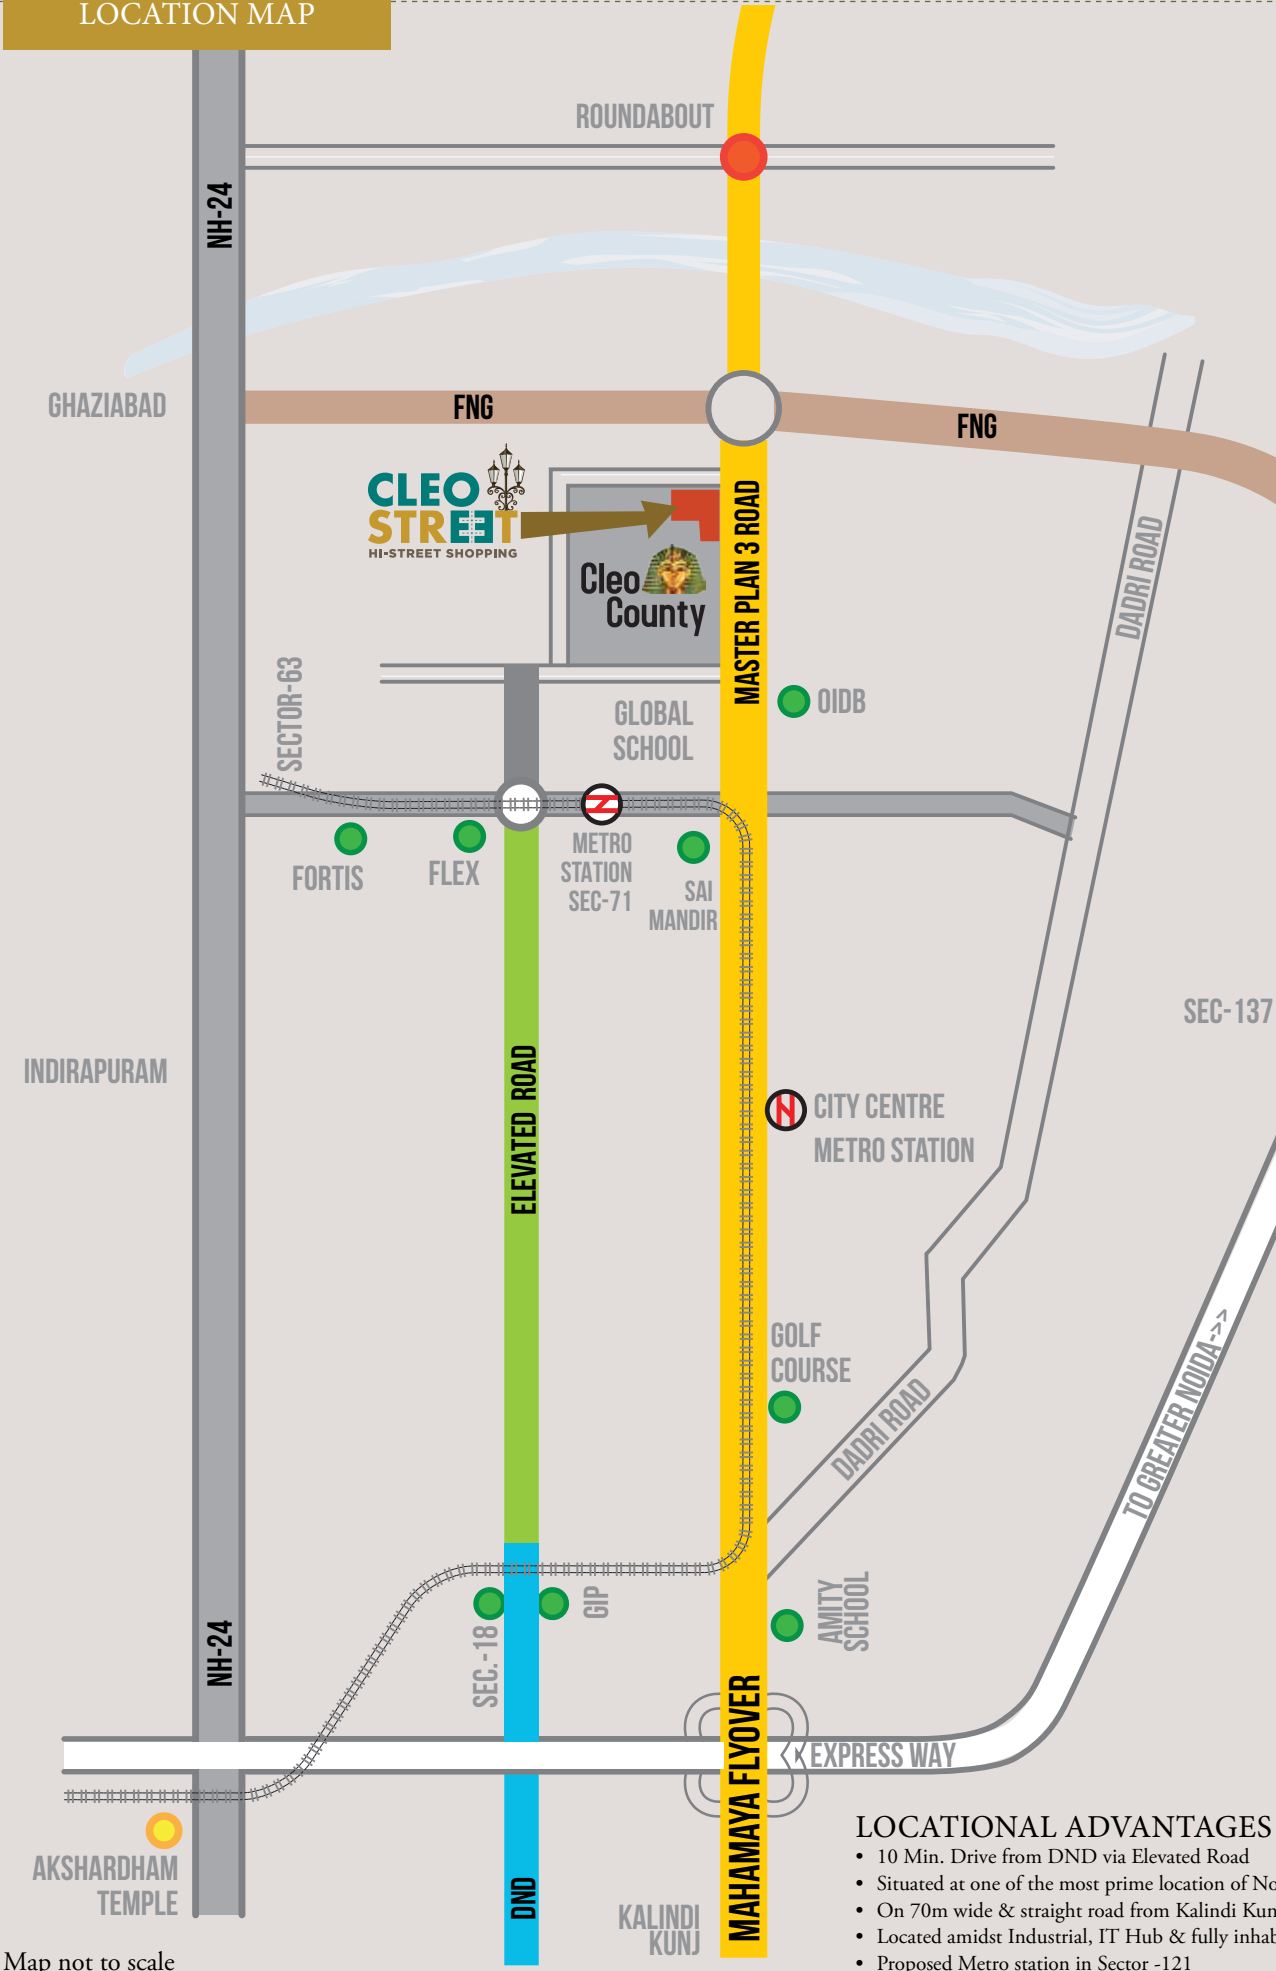 LOCATION MAP
ROUNDABOUT
NH-24
GHAZIABAD
FNG
FNG
CLEO
STREET
HI-STREET SHOPPING
Cleo
County
MASTER PLAN 3 ROAD
DADRI ROAD
SECTOR-63
GLOBAL
SCHOOL
OIDB
FORTIS
FLEX
METRO
STATION
SEC-71
SAI
MANDIR
SEC-137
INDIRAPURAM
ELEVATED ROAD
CITY CENTRE
METRO STATION
GOLF
COURSE
DADRI ROAD
TO GREATER NOIDA->>
GIP
SEC.-18
AMITY
SCHOOL
NH-24
MAHAMAYA FLYOVER
EXPRESS WAY
AKSHARDHAM
TEMPLE
DND
KALINDI
KUNJ
LOCATIONAL ADVANTAGES
• 10 Min. Drive from DND via Elevated Road
• Situated at one of the most prime location of
• On 70m wide & straight road from Kalindi
• Located amidst Industrial, IT Hub & fully
• Proposed Metro station in Sector -121
Map not to scale